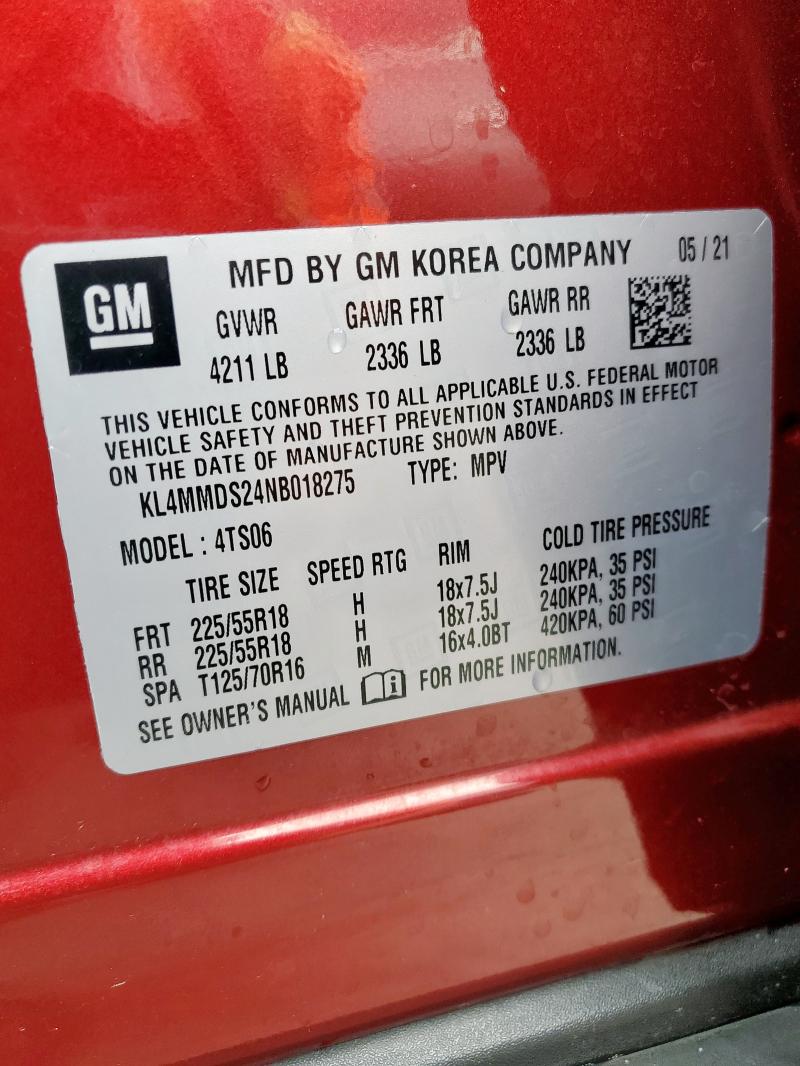 GM
MFD BY GM KOREA COMPANY 05 / 21
GVWR GAWR FRT GAWR RR
4211 LB 2336 LB 2336 LB
THIS VEHICLE CONFORMS TO ALL APPLICABLE U.S. FEDERAL MOTOR
VEHICLE SAFETY AND THEFT PREVENTION STANDARDS IN EFFECT
ON THE DATE OF MANUFACTURE SHOWN ABOVE.
KL4MMDS24NB018275 TYPE: MPV
MODEL : 4TS06
TIRE SIZE SPEED RTG RIM COLD TIRE PRESSURE
FRT 225/55R18 H 18x7.5J 240KPA, 35 PSI
RR 225/55R18 H 18x7.5J 240KPA, 35 PSI
SPA T125/70R16 M 16x4.0BT 420KPA, 60 PSI
SEE OWNER'S MANUAL i FOR MORE INFORMATION.